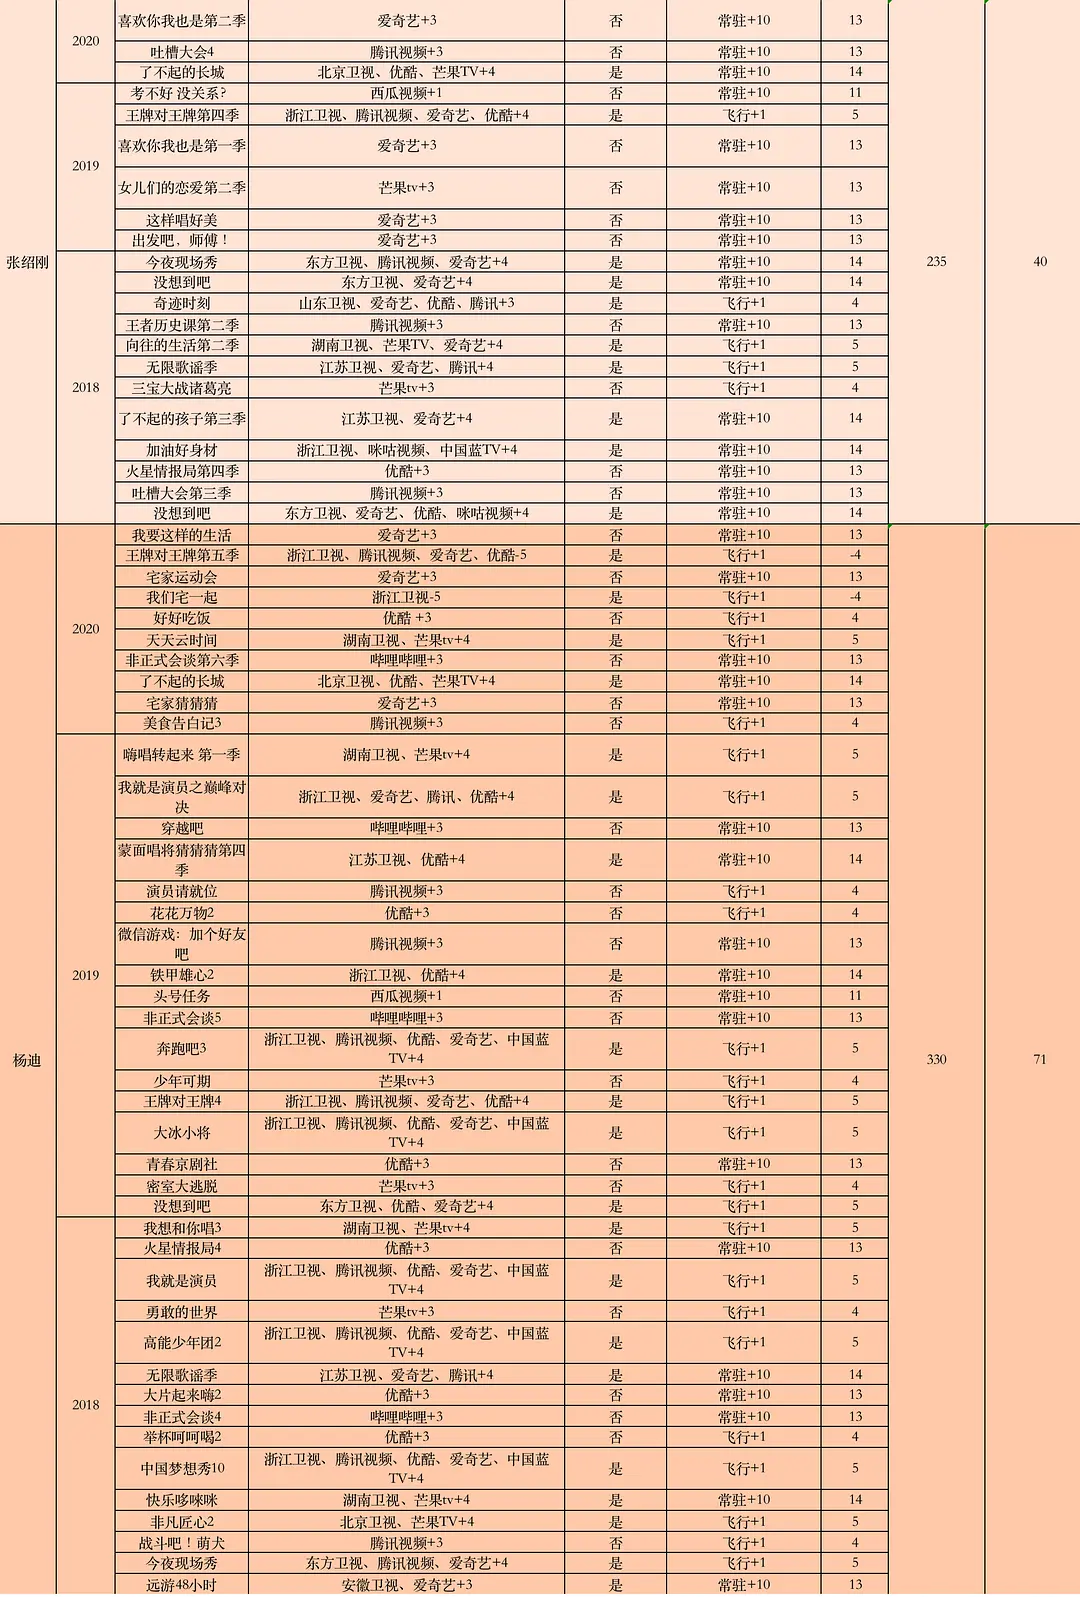 张绍刚
2020
喜欢你我也是第二季 爱奇艺+3 否 常驻+10 13
吐槽大会4 腾讯视频+3 否 常驻+10 13
了不起的长城 北京卫视、优酷、芒果TV+4 是 常驻+10 14
2019
考不好 没关系? 西瓜视频+1 否 常驻+10 11
王牌对王牌第四季 浙江卫视、腾讯视频、爱奇艺、优酷+4 是 飞行+1 5
喜欢你我也是第一季 爱奇艺+3 否 常驻+10 13
女儿们的恋爱第二季 芒果tv+3 否 常驻+10 13
这样唱好美 爱奇艺+3 否 常驻+10 13
出发吧，师傅！ 爱奇艺+3 否 常驻+10 13
2018
今夜现场秀 东方卫视、腾讯视频、爱奇艺+4 是 常驻+10 14
235 40
没想到吧 东方卫视、爱奇艺+4 是 常驻+10 14
奇迹时刻 山东卫视、爱奇艺、优酷、腾讯+3 是 飞行+1 4
王者历史课第二季 腾讯视频+3 否 常驻+10 13
向往的生活第二季 湖南卫视、芒果TV、爱奇艺+4 是 飞行+1 5
无限歌谣季 江苏卫视、爱奇艺、腾讯+4 是 飞行+1 5
三宝大战诸葛亮 芒果tv+3 否 飞行+1 4
了不起的孩子第三季 江苏卫视、爱奇艺+4 是 常驻+10 14
加油好身材 浙江卫视、咪咕视频、中国蓝TV+4 是 常驻+10 14
火星情报局第四季 优酷+3 否 常驻+10 13
吐槽大会第三季 腾讯视频+3 否 常驻+10 13
没想到吧 东方卫视、爱奇艺、优酷、咪咕视频+4 是 常驻+10 14
杨迪
2020
我要这样的生活 爱奇艺+3 否 常驻+10 13
王牌对王牌第五季 浙江卫视、腾讯视频、爱奇艺、优酷-5 是 飞行+1 -4
宅家运动会 爱奇艺+3 否 常驻+10 13
我们宅一起 浙江卫视-5 是 飞行+1 -4
好好吃饭 优酷 +3 否 飞行+1 4
天天云时间 湖南卫视、芒果tv+4 是 飞行+1 5
非正式会谈第六季 哔哩哔哩+3 否 常驻+10 13
了不起的长城 北京卫视、优酷、芒果TV+4 是 常驻+10 14
宅家猜猜猜 爱奇艺+3 否 常驻+10 13
美食告白记3 腾讯视频+3 否 飞行+1 4
2019
嗨唱转起来 第一季 湖南卫视、芒果tv+4 是 飞行+1 5
我就是演员之巅峰对
决 浙江卫视、爱奇艺、腾讯、优酷+4 是 飞行+1 5
穿越吧 哔哩哔哩+3 否 常驻+10 13
蒙面唱将猜猜猜第四
季 江苏卫视、优酷+4 是 常驻+10 14
演员请就位 腾讯视频+3 否 飞行+1 4
花花万物2 优酷+3 否 飞行+1 4
微信游戏：加个好友
吧 腾讯视频+3 否 常驻+10 13
铁甲雄心2 浙江卫视、优酷+4 是 常驻+10 14
头号任务 西瓜视频+1 否 常驻+10 11
非正式会谈5 哔哩哔哩+3 否 常驻+10 13
奔跑吧3 浙江卫视、腾讯视频、优酷、爱奇艺、中国蓝
TV+4 是 飞行+1 5
330 71
少年可期 芒果tv+3 否 飞行+1 4
王牌对王牌4 浙江卫视、腾讯视频、爱奇艺、优酷+4 是 飞行+1 5
大冰小将 浙江卫视、腾讯视频、优酷、爱奇艺、中国蓝
TV+4 是 飞行+1 5
青春京剧社 优酷+3 否 常驻+10 13
密室大逃脱 芒果tv+3 否 飞行+1 4
没想到吧 东方卫视、优酷、爱奇艺+4 是 飞行+1 5
2018
我想和你唱3 湖南卫视、芒果tv+4 是 飞行+1 5
火星情报局4 优酷+3 否 常驻+10 13
我就是演员 浙江卫视、腾讯视频、优酷、爱奇艺、中国蓝
TV+4 是 飞行+1 5
勇敢的世界 芒果tv+3 否 飞行+1 4
高能少年团2 浙江卫视、腾讯视频、优酷、爱奇艺、中国蓝
TV+4 是 飞行+1 5
无限歌谣季 江苏卫视、爱奇艺、腾讯+4 是 常驻+10 14
大片起来嗨2 优酷+3 否 常驻+10 13
非正式会谈4 哔哩哔哩+3 否 常驻+10 13
举杯呵呵喝2 优酷+3 否 飞行+1 4
中国梦想秀10 浙江卫视、腾讯视频、优酷、爱奇艺、中国蓝
TV+4 是 飞行+1 5
快乐哆唻咪 湖南卫视、芒果tv+4 是 常驻+10 14
非凡匠心2 北京卫视、芒果TV+4 是 飞行+1 5
战斗吧！萌犬 腾讯视频+3 否 飞行+1 4
今夜现场秀 东方卫视、腾讯视频、爱奇艺+4 是 飞行+1 5
远游48小时 安徽卫视、爱奇艺+3 是 常驻+10 13